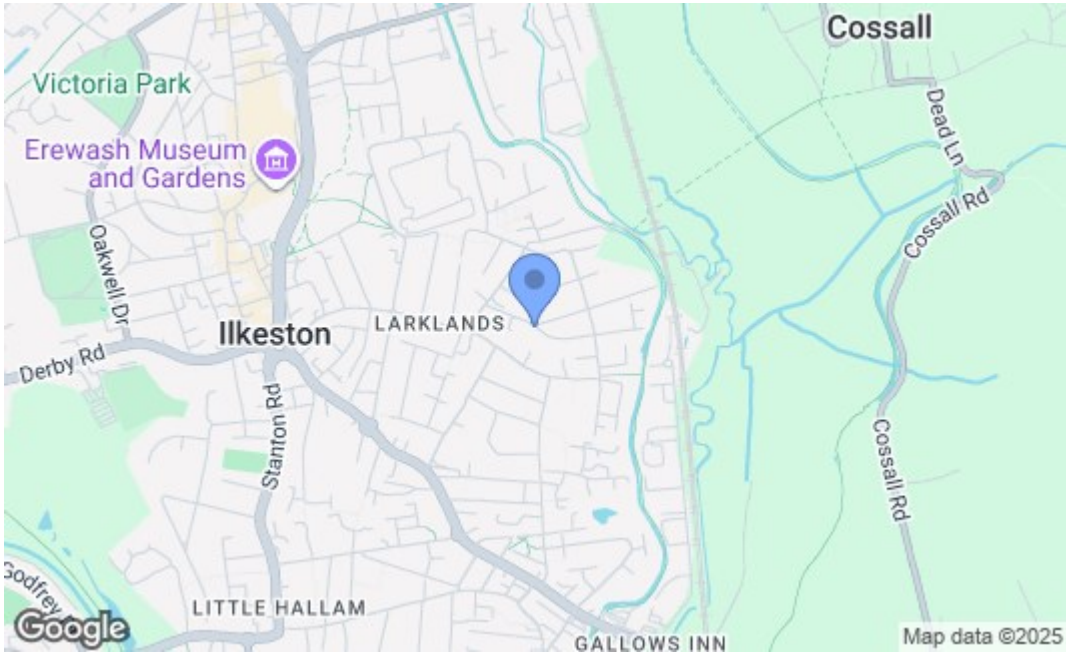 Cossall
Victoria Park
Dead Ln
Erewash Museum
and Gardens
Cossall Rd
Oakwell Dr
LARKLANDS
Ilkeston
Derby Rd
Stanton Rd
Cossall Rd
Godfrey
LITTLE HALLAM
GALLOWS INN
Google
Map data ©2025